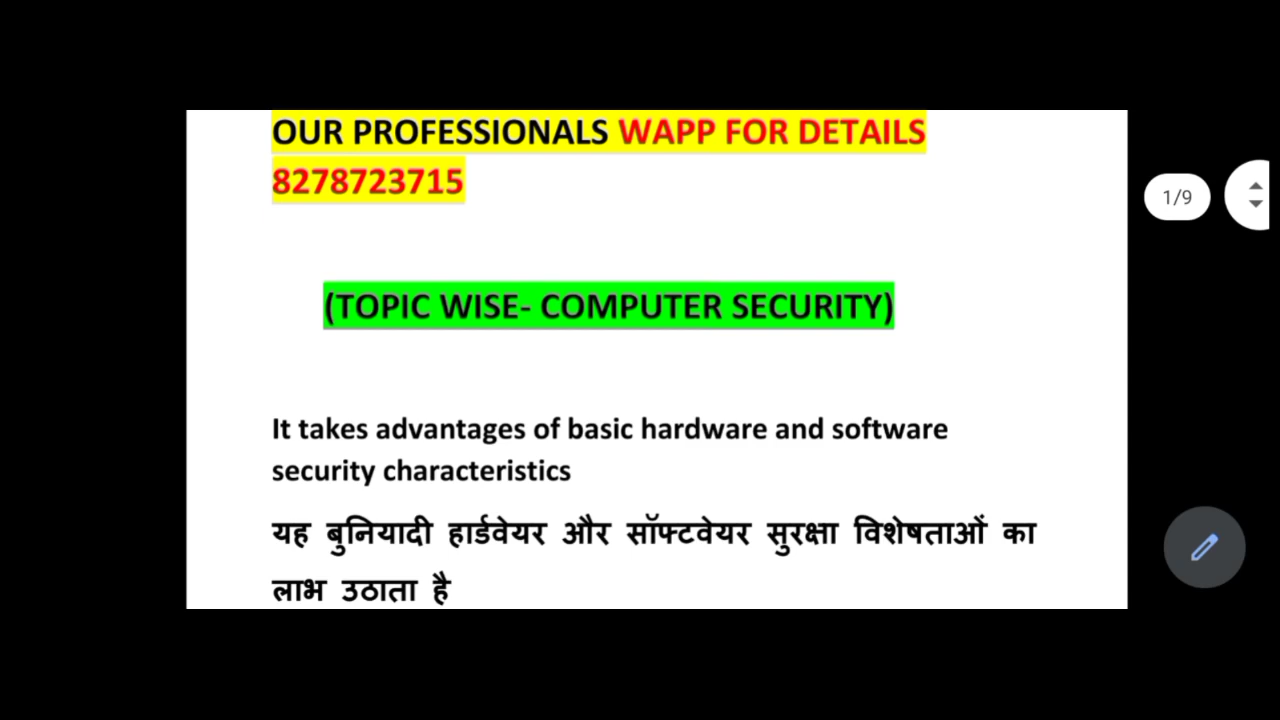 OUR PROFESSIONALS WAPP FOR DETAILS
8278723715
1/9
(TOPIC WISE- COMPUTER SECURITY)
It takes advantages of basic hardware and software
security characteristics
यह बुनियादी हार्डवेयर और सॉफ्टवेयर सुरक्षा विशेषताओं का
लाभ उठाता है